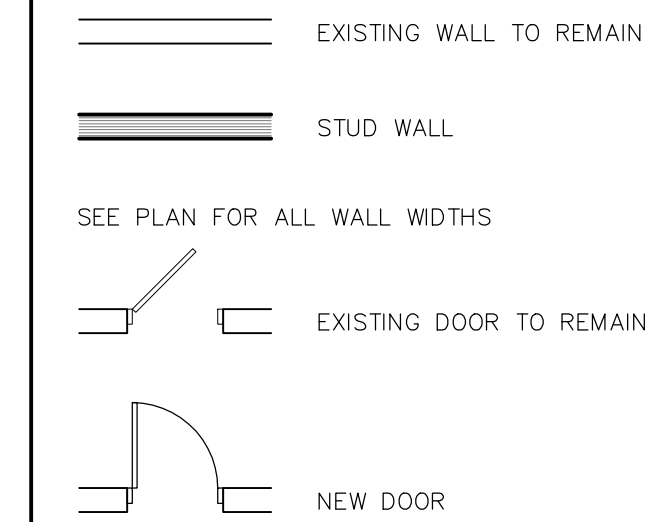 EXISTING WALL TO REMAIN
STUD WALL
SEE PLAN FOR ALL WALL WIDTHS
EXISTING DOOR TO REMAIN
NEW DOOR